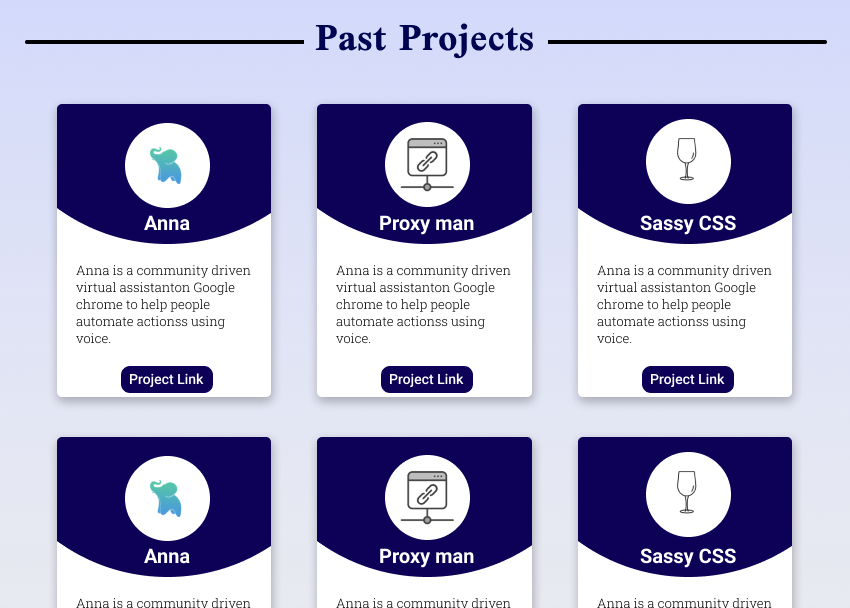 Past Projects
Anna
Anna is a community driven
virtual assistanton Google
chrome to help people
automate actionss using
voice.
Project Link
Proxy man
Anna is a community driven
virtual assistanton Google
chrome to help people
automate actionss using
voice.
Project Link
Sassy CSS
Anna is a community driven
virtual assistanton Google
chrome to help people
automate actionss using
voice.
Project Link
Anna
Anna is a community driven
Proxy man
Anna is a community driven
Sassy CSS
Anna is a community driven